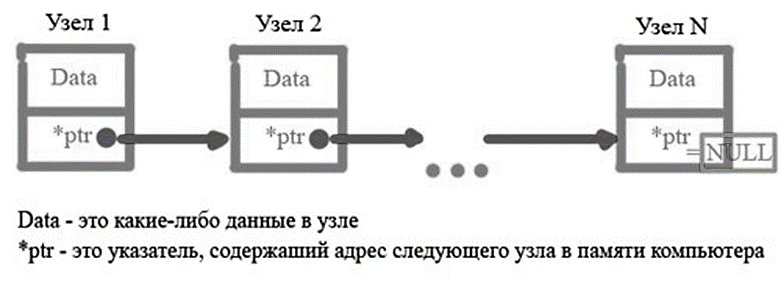 Узел 1 Узел 2 Узел N
Data Data Data
*ptr *ptr *ptr
= NULL
Data - это какие-либо данные в узле
*ptr - это указатель, содержаший адрес следующего узла в памяти компьютера